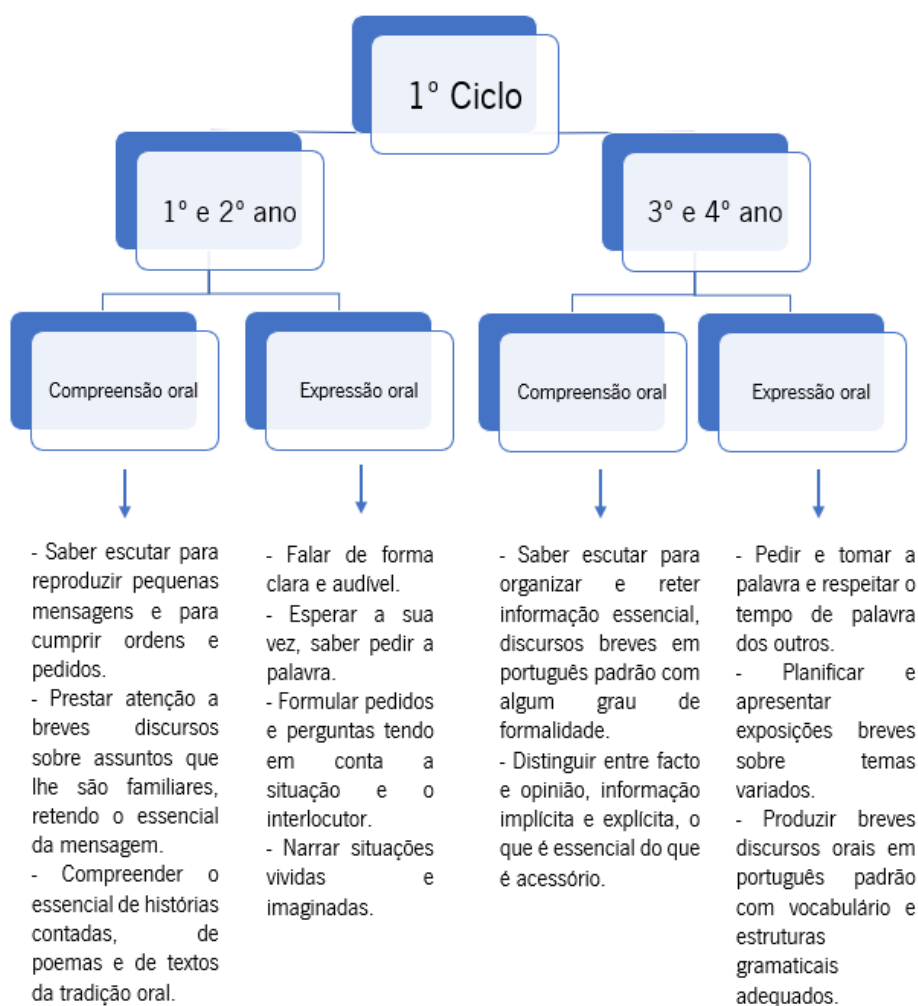 1º Ciclo
1º e 2º ano
3º e 4º ano
Compreensão oral
Expressão oral
Compreensão oral
Expressão oral
- Saber escutar para
reproduzir pequenas
mensagens e para
cumprir ordens e
pedidos.
- Prestar atenção a
breves discursos
sobre assuntos que
lhe são familiares,
retendo o essencial
da mensagem.
- Compreender o
essencial de histórias
contadas, de
poemas e de textos
da tradição oral.
- Falar de forma
clara e audível.
- Esperar a sua
vez, saber pedir a
palavra.
- Formular pedidos
e perguntas tendo
em conta a
situação e o
interlocutor.
- Narrar situações
vividas e
imaginadas.
- Saber escutar para
organizar e reter
informação essencial,
discursos breves em
português padrão com
algum grau de
formalidade.
- Distinguir entre facto
e opinião, informação
implícita e explícita, o
que é essencial do que
é acessório.
- Pedir e tomar a
palavra e respeitar o
tempo de palavra
dos outros.
- Planificar e
apresentar
exposições breves
sobre temas
variados.
- Produzir breves
discursos orais em
português padrão
com vocabulário e
estruturas
gramaticais
adequados.